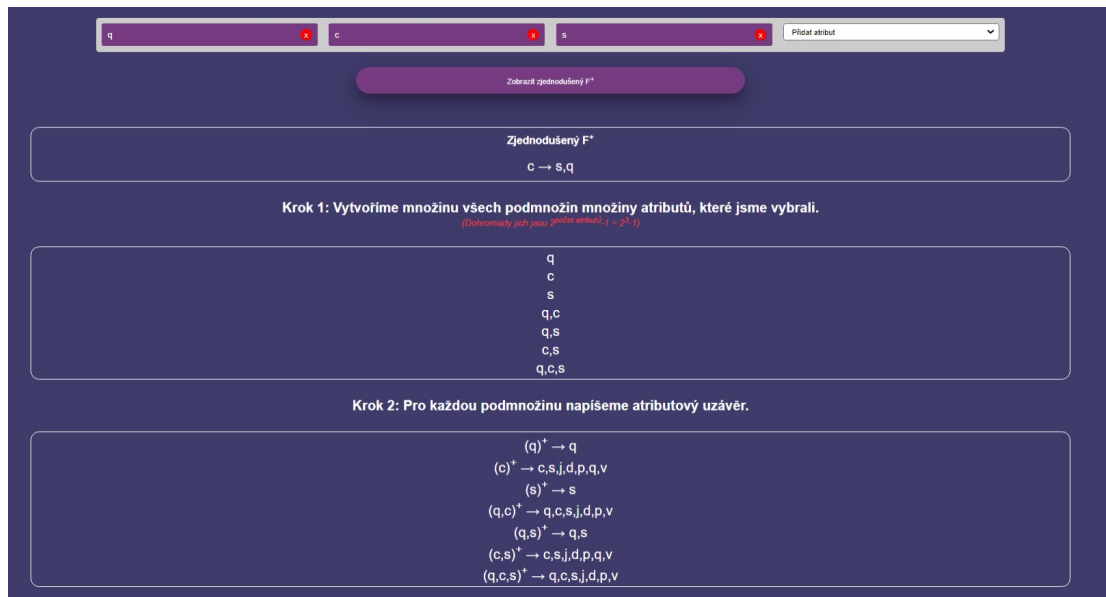 q x c x s x Přidat atribut
Zobrazit zjednodušený F⁺
Zjednodušený F⁺
c → s,q
Krok 1: Vytvoříme množinu všech podmnožin množiny atributů, které jsme vybrali.
(Dohromady jich jsou 2^počet atributů-1 = 2³-1)
q
c
s
q,c
q,s
c,s
q,c,s
Krok 2: Pro každou podmnožinu napíšeme atributový uzávěr.
(q)⁺ → q
(c)⁺ → c,s,j,d,p,q,v
(s)⁺ → s
(q,c)⁺ → q,c,s,j,d,p,v
(q,s)⁺ → q,s
(c,s)⁺ → c,s,j,d,p,q,v
(q,c,s)⁺ → q,c,s,j,d,p,v